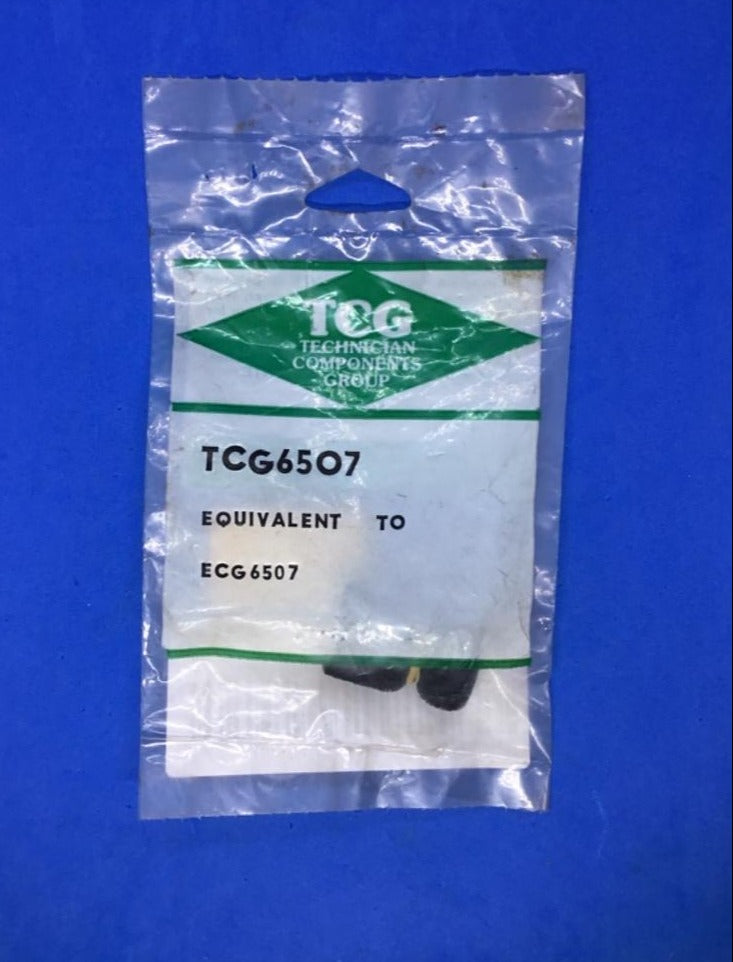 TCG
TECHNICIAN
COMPONENTS
GROUP
TCG6507
EQUIVALENT TO
ECG6507